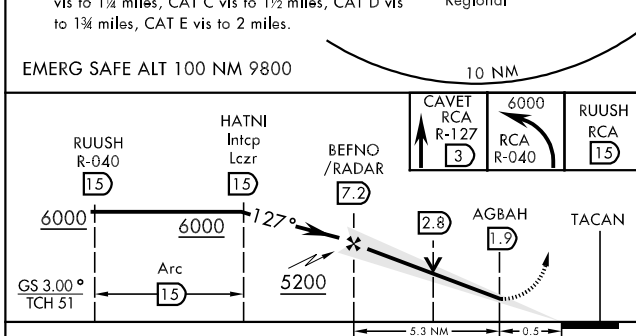 vis to 1¼ miles, CAT C vis to 1½ miles, CAT D vis
to 1¾ miles, CAT E vis to 2 miles.
Regional
EMERG SAFE ALT 100 NM 9800
10 NM
CAVET
RCA
R-127
3
6000
RCA
R-040
RUUSH
RCA
15
RUUSH
R-040
15
HATNI
Intcp
Lczr
15
BEFNO
/RADAR
7.2
2.8
AGBAH
1.9
TACAN
6000
6000
127°
5200
GS 3.00°
TCH 51
Arc
15
5.3 NM
0.5